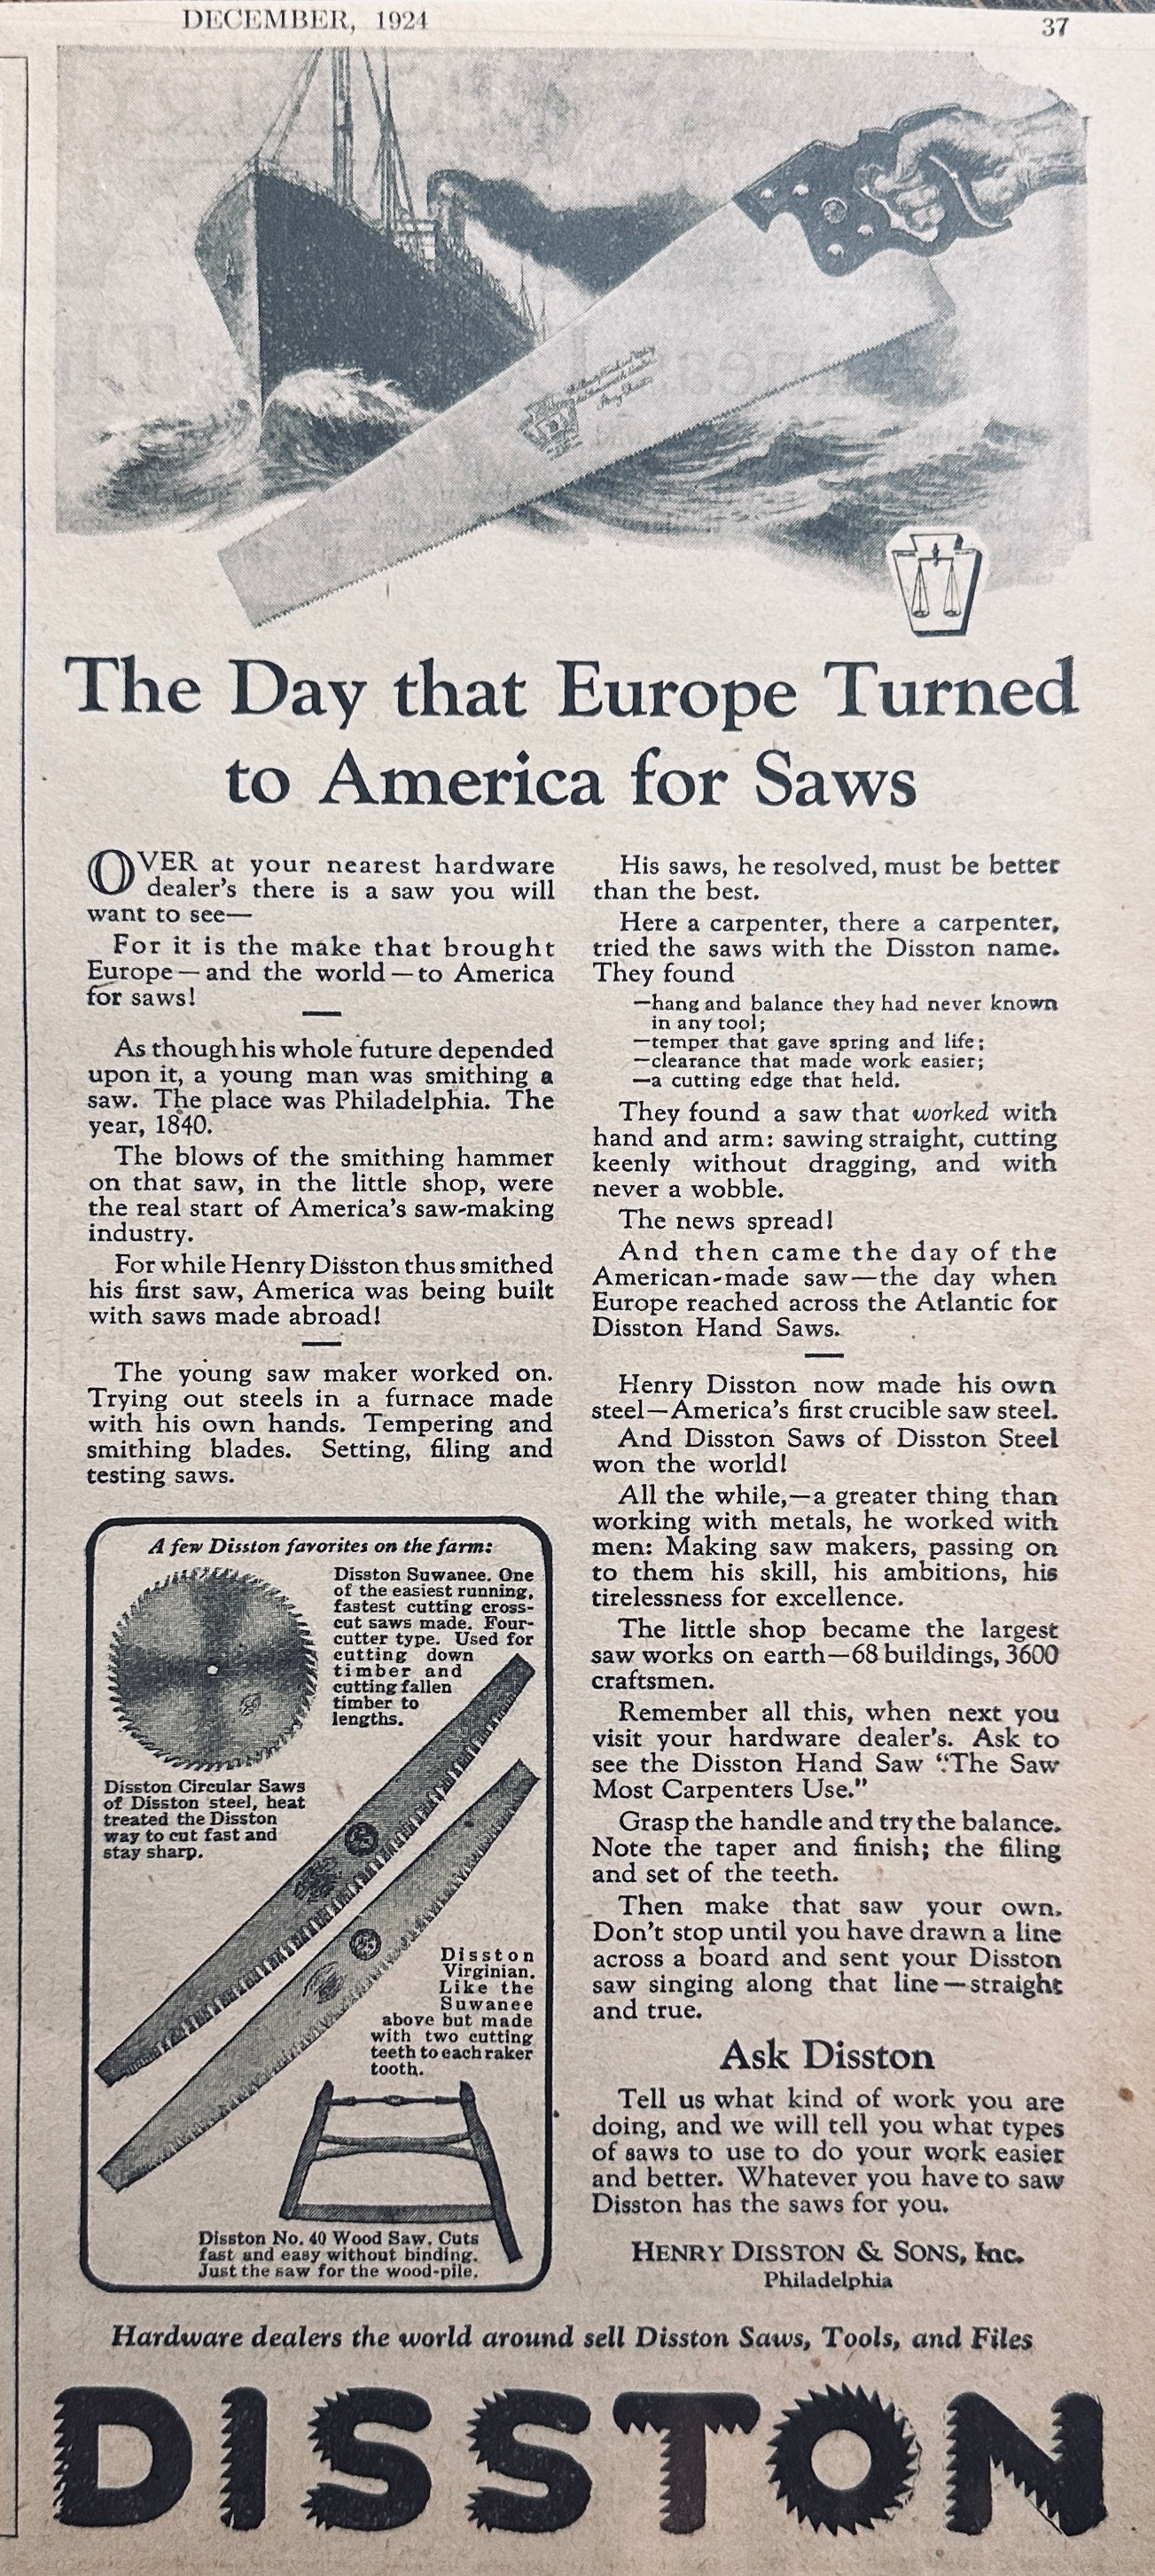 DECEMBER, 1924
37
The Day that Europe Turned
to America for Saws
OVER at your nearest hardware
dealer's there is a saw you will
want to see—
For it is the make that brought
Europe—and the world—to America
for saws!
As though his whole future depended
upon it, a young man was smithing a
saw. The place was Philadelphia. The
year, 1840.
The blows of the smithing hammer
on that saw, in the little shop, were
the real start of America's saw-making
industry.
For while Henry Disston thus smithed
his first saw, America was being built
with saws made abroad!
The young saw maker worked on.
Trying out steels in a furnace made
with his own hands. Tempering and
smithing blades. Setting, filing and
testing saws.
A few Disston favorites on the farm:
Disston Suwanee. One
of the easiest running,
fastest cutting cross-
cut saws made. Four-
cutter type. Used for
cutting down
timber and
cutting fallen
timber to
lengths.
Disston Circular Saws
of Disston steel, heat
treated the Disston
way to cut fast and
stay sharp.
Disston
Virginian.
Like the
Suwanee
above but made
with two cutting
teeth to each raker
tooth.
Disston No. 40 Wood Saw. Cuts
fast and easy without binding.
Just the saw for the wood-pile.
His saws, he resolved, must be better
than the best.
Here a carpenter, there a carpenter,
tried the saws with the Disston name.
They found
—hang and balance they had never known
in any tool;
—temper that gave spring and life;
—clearance that made work easier;
—a cutting edge that held.
They found a saw that worked with
hand and arm: sawing straight, cutting
keenly without dragging, and with
never a wobble.
The news spread!
And then came the day of the
American-made saw—the day when
Europe reached across the Atlantic for
Disston Hand Saws.
Henry Disston now made his own
steel—America's first crucible saw steel.
And Disston Saws of Disston Steel
won the world!
All the while,—a greater thing than
working with metals, he worked with
men: Making saw makers, passing on
to them his skill, his ambitions, his
tirelessness for excellence.
The little shop became the largest
saw works on earth—68 buildings, 3600
craftsmen.
Remember all this, when next you
visit your hardware dealer's. Ask to
see the Disston Hand Saw "The Saw
Most Carpenters Use."
Grasp the handle and try the balance.
Note the taper and finish; the filing
and set of the teeth.
Then make that saw your own.
Don't stop until you have drawn a line
across a board and sent your Disston
saw singing along that line—straight
and true.
Ask Disston
Tell us what kind of work you are
doing, and we will tell you what types
of saws to use to do your work easier
and better. Whatever you have to saw
Disston has the saws for you.
HENRY DISSTON & SONS, Inc.
Philadelphia
Hardware dealers the world around sell Disston Saws, Tools, and Files
DISSTON